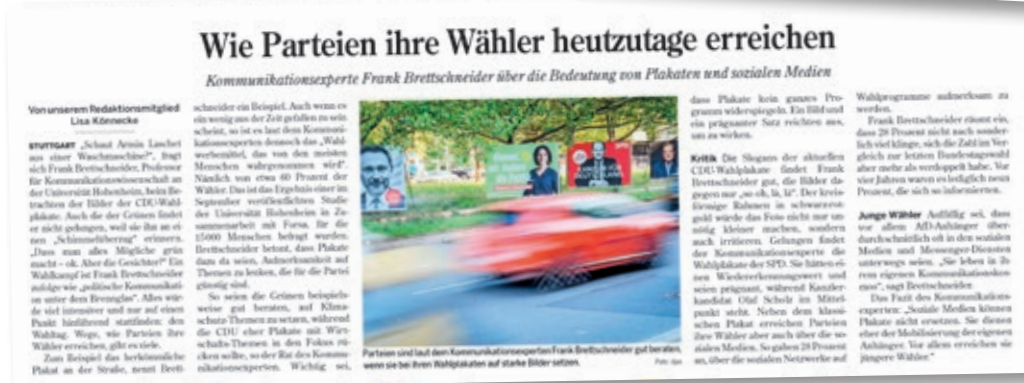 Wie Parteien ihre Wähler heutzutage erreichen
Kommunikationsexperte Frank Brettschneider über die Bedeutung von Plakaten und sozialen Medien
Von unserem Redaktionsmitglied
Lisa Könnecke
STUTTGART „Schaut Armin Laschet
aus einer Waschmaschine?", fragt
sich Frank Brettschneider, Professor
für Kommunikationswissenschaft an
der Universität Hohenheim, beim Be-
trachten der Bilder der CDU-Wahl-
plakate. Auch die der Grünen findet
er nicht gelungen, weil sie ihn an ei-
nen „Schimmelüberzug" erinnern.
„Dass man alles Mögliche grün
macht – ok. Aber die Gesichter?" Ein
Wahlkampf ist Frank Brettschneider
zufolge wie „politische Kommunikati-
on unter dem Brennglas". Alles wür-
de viel intensiver und nur auf einen
Punkt hinführend stattfinden: den
Wahltag. Wege, wie Parteien ihre
Wähler erreichen, gibt es viele.
Zum Beispiel das herkömmliche
Plakat an der Straße, nennt Brett-
schneider ein Beispiel. Auch wenn es
ein wenig aus der Zeit gefallen zu sein
scheint, so ist es laut dem Kommuni-
kationsexperten dennoch das „Wahl-
werbemittel, das von den meisten
Menschen wahrgenommen wird".
Nämlich von etwa 60 Prozent der
Wähler. Das ist das Ergebnis einer im
September veröffentlichten Studie
der Universität Hohenheim in Zu-
sammenarbeit mit Forsa, für die
15000 Menschen befragt wurden.
Brettschneider betont, dass Plakate
dazu da seien, Aufmerksamkeit auf
Themen zu lenken, die für die Partei
günstig sind.
So seien die Grünen beispiels-
weise gut beraten, auf Klima-
schutz-Themen zu setzen, während
die CDU eher Plakate mit Wirt-
schafts-Themen in den Fokus rü-
cken sollte, so der Rat des Kommu-
nikationsexperten. Wichtig sei,
Parteien sind laut dem Kommunikationsexperten Frank Brettschneider gut beraten,
wenn sie bei ihren Wahlplakaten auf starke Bilder setzen.
Foto: dpa
dass Plakate kein ganzes Pro-
gramm widerspiegeln. Ein Bild und
ein prägnanter Satz reichten aus,
um zu wirken.
Kritik Die Slogans der aktuellen
CDU-Wahlplakate findet Frank
Brettschneider gut, die Bilder da-
gegen nur „so oh, là, là". Der kreis-
förmige Rahmen in schwarzrot-
gold würde das Foto nicht nur un-
nötig kleiner machen, sondern
auch irritieren. Gelungen findet
der Kommunikationsexperte die
Wahlplakate der SPD. Sie hätten ei-
nen Wiedererkennungswert und
seien prägnant, während Kanzler-
kandidat Olaf Scholz im Mittel-
punkt steht. Neben dem klassi-
schen Plakat erreichen Parteien
ihre Wähler aber auch über die so-
zialen Medien. So gaben 28 Prozent
an, über die sozialen Netzwerke auf
Wahlprogramme aufmerksam zu
werden.
Frank Brettschneider räumt ein,
dass 28 Prozent nicht nach sonder-
lich viel klinge, sich die Zahl im Ver-
gleich zur letzten Bundestagswahl
aber mehr als verdoppelt habe. Vor
vier Jahren waren es lediglich neun
Prozent, die sich so informierten.
Junge Wähler Auffällig sei, dass
vor allem AfD-Anhänger über-
durchschnittlich oft in den sozialen
Medien und Messenger-Diensten
unterwegs seien. „Sie leben in ih-
rem eigenen Kommunikationskos-
mos", sagt Brettschneider.
Das Fazit des Kommunikations-
experten: „Soziale Medien können
Plakate nicht ersetzen. Sie dienen
aber der Mobilisierung der eigenen
Anhänger. Vor allem erreichen sie
jüngere Wähler."